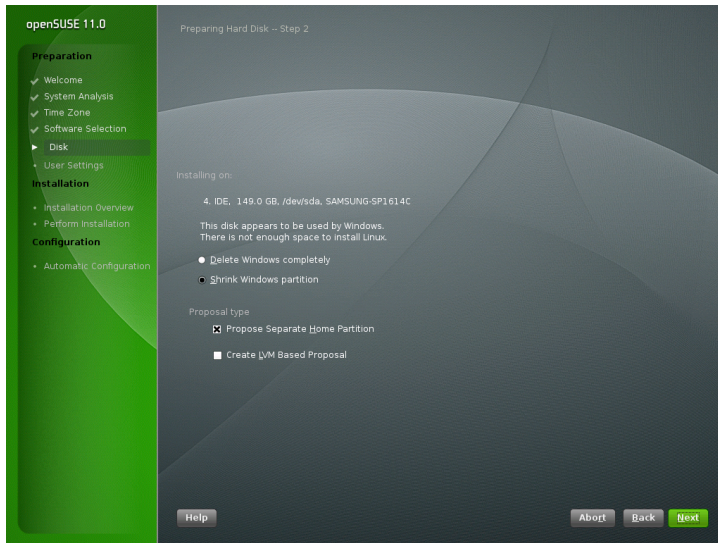 openSUSE 11.0
Preparation
Welcome
System Analysis
Time Zone
Software Selection
Disk
User Settings
Installation
Installation Overview
Perform Installation
Configuration
Automatic Configuration
Preparing Hard Disk -- Step 2
Installing on:
4. IDE, 149.0 GB, /dev/sda, SAMSUNG-SP1614C
This disk appears to be used by Windows.
There is not enough space to install Linux.
Delete Windows completely
Shrink Windows partition
Proposal type
Propose Separate Home Partition
Create LVM Based Proposal
Help
Abort
Back
Next